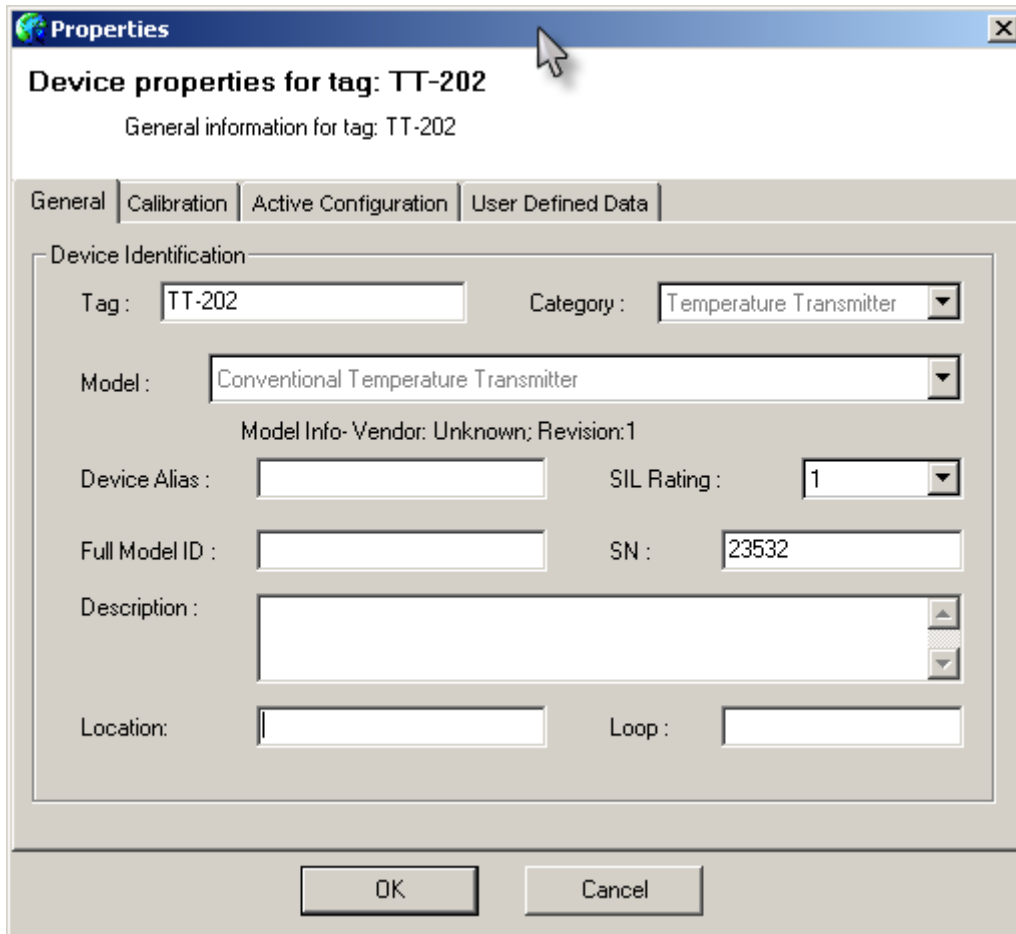 Properties
Device properties for tag: TT-202
General information for tag: TT-202
General Calibration Active Configuration User Defined Data
Device Identification
Tag : TT-202 Category : Temperature Transmitter
Model : Conventional Temperature Transmitter
Model Info- Vendor: Unknown; Revision:1
Device Alias : SIL Rating : 1
Full Model ID : SN : 23532
Description :
Location: Loop :
OK Cancel